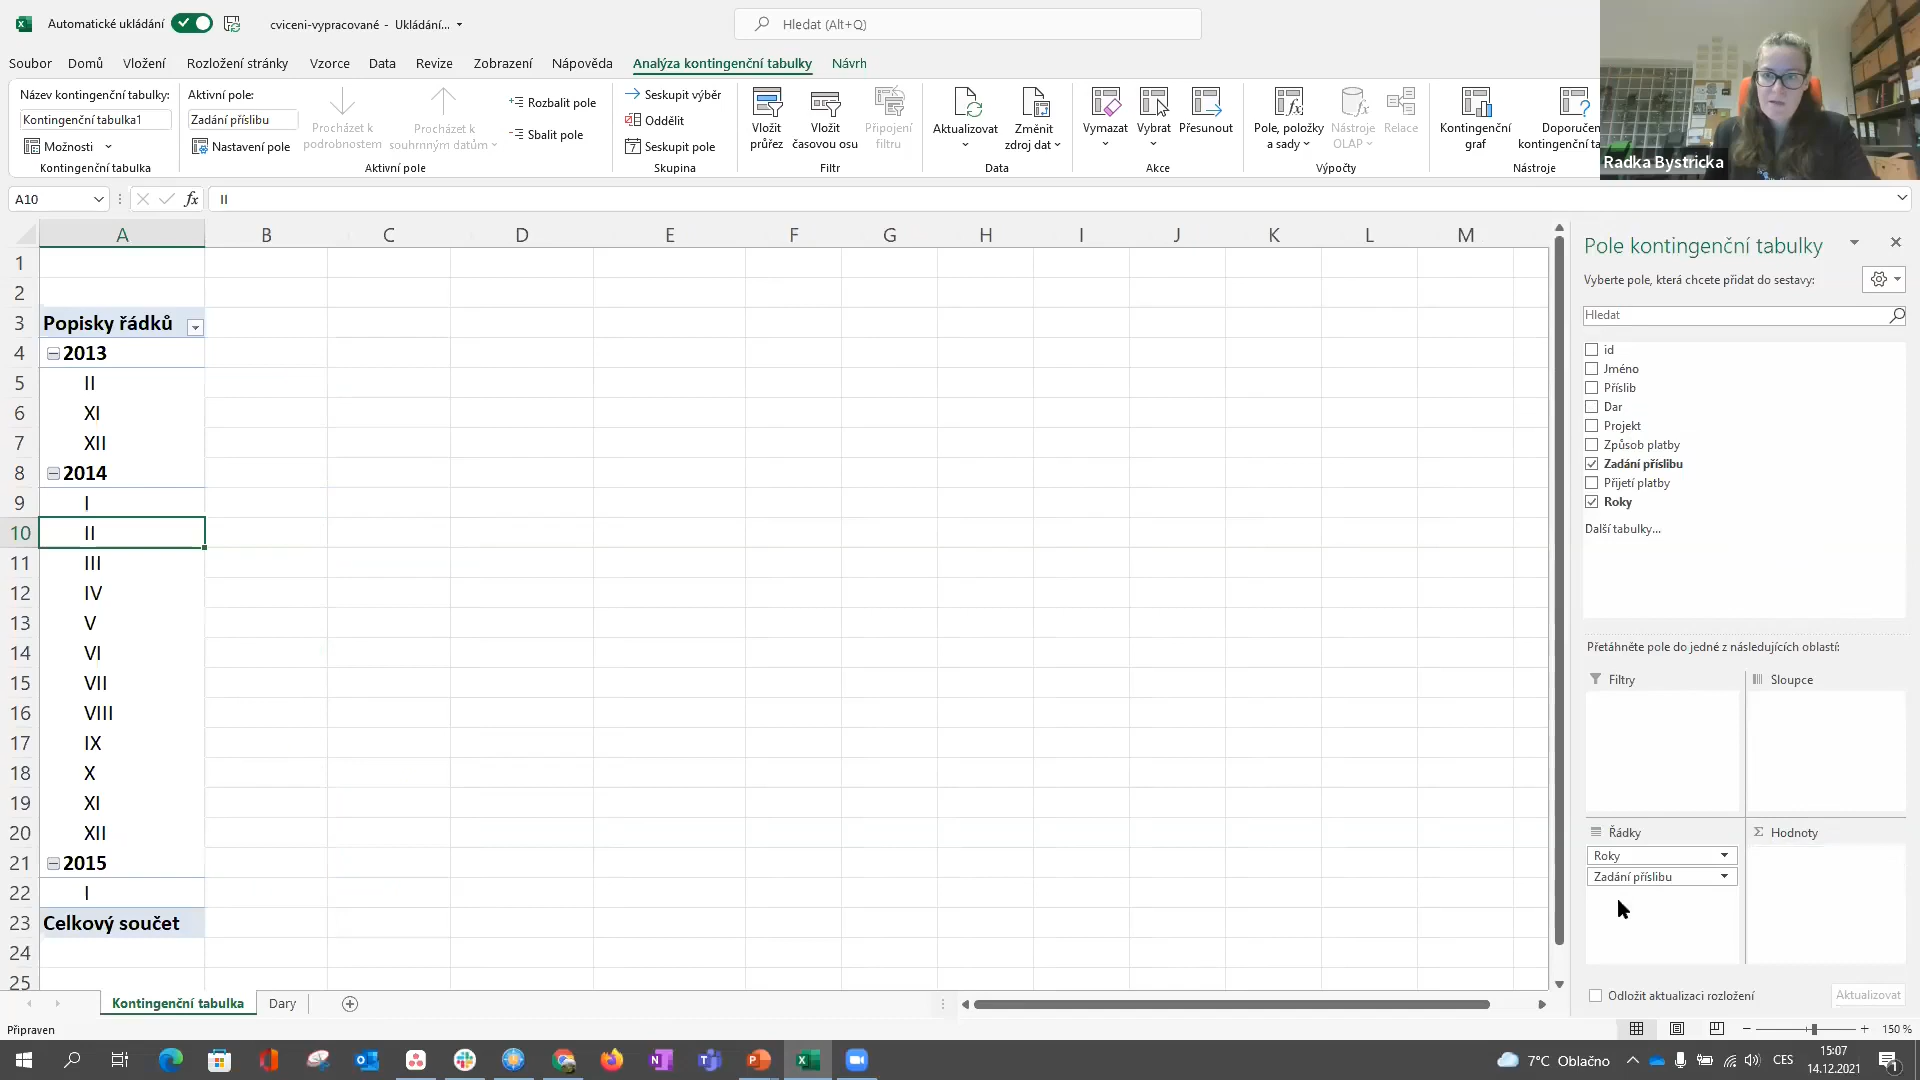 Automatické ukládání
cviceni-vypracované - Ukládání...
Hledat (Alt+Q)
Soubor Domů Vložení Rozložení stránky Vzorce Data Revize Zobrazení Nápověda Analýza kontingenční tabulky Návrh
Název kontingenční tabulky:
Kontingenční tabulka1
Možnosti
Kontingenční tabulka
Aktivní pole:
Zadání příslibu
Nastavení pole
Procházet k
podrobnostem
Procházet k
souhrnným datům
Rozbalit pole
Sbalit pole
Aktivní pole
Seskupit výběr
Oddělit
Seskupit pole
Skupina
Vložit
průřez
Vložit
časovou osu
Připojení
filtru
Filtr
Aktualizovat
Změnit
zdroj dat
Data
Vymazat
Vybrat
Přesunout
Akce
Pole, položky
a sady
Nástroje
OLAP
Relace
Výpočty
Kontingenční
graf
Doporučen
kontingenční ta
Nástroje
Radka Bystricka
A10
fx
II
A B C D E F G H I J K L M
1
2
3 Popisky řádků
4 2013
5 II
6 XI
7 XII
8 2014
9 I
10 II
11 III
12 IV
13 V
14 VI
15 VII
16 VIII
17 IX
18 X
19 XI
20 XII
21 2015
22 I
23 Celkový součet
24
25
Pole kontingenční tabulky
Vyberte pole, která chcete přidat do sestavy:
Hledat
id
Jméno
Příslib
Dar
Projekt
Způsob platby
Zadání příslibu
Přijetí platby
Roky
Další tabulky...
Přetáhněte pole do jedné z následujících oblastí:
Filtry
Sloupce
Řádky
Roky
Zadání příslibu
Σ Hodnoty
Odložit aktualizaci rozložení
Aktualizovat
Kontingenční tabulka Dary
Připraven
150 %
7°C Oblačno
CES
15:07
14.12.2021
1